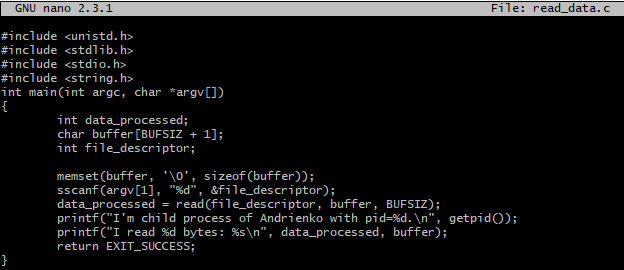 GNU nano 2.3.1 File: read_data.c
#include <unistd.h>
#include <stdlib.h>
#include <stdio.h>
#include <string.h>
int main(int argc, char *argv[])
{
        int data_processed;
        char buffer[BUFSIZ + 1];
        int file_descriptor;

        memset(buffer, '\0', sizeof(buffer));
        sscanf(argv[1], "%d", &file_descriptor);
        data_processed = read(file_descriptor, buffer, BUFSIZ);
        printf("I'm child process of Andrienko with pid=%d.\n", getpid());
        printf("I read %d bytes: %s\n", data_processed, buffer);
        return EXIT_SUCCESS;
}